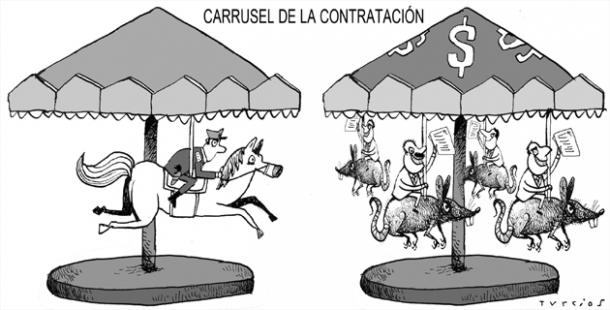 CARRUSEL DE LA CONTRATACIÓN
$
TURCIOS